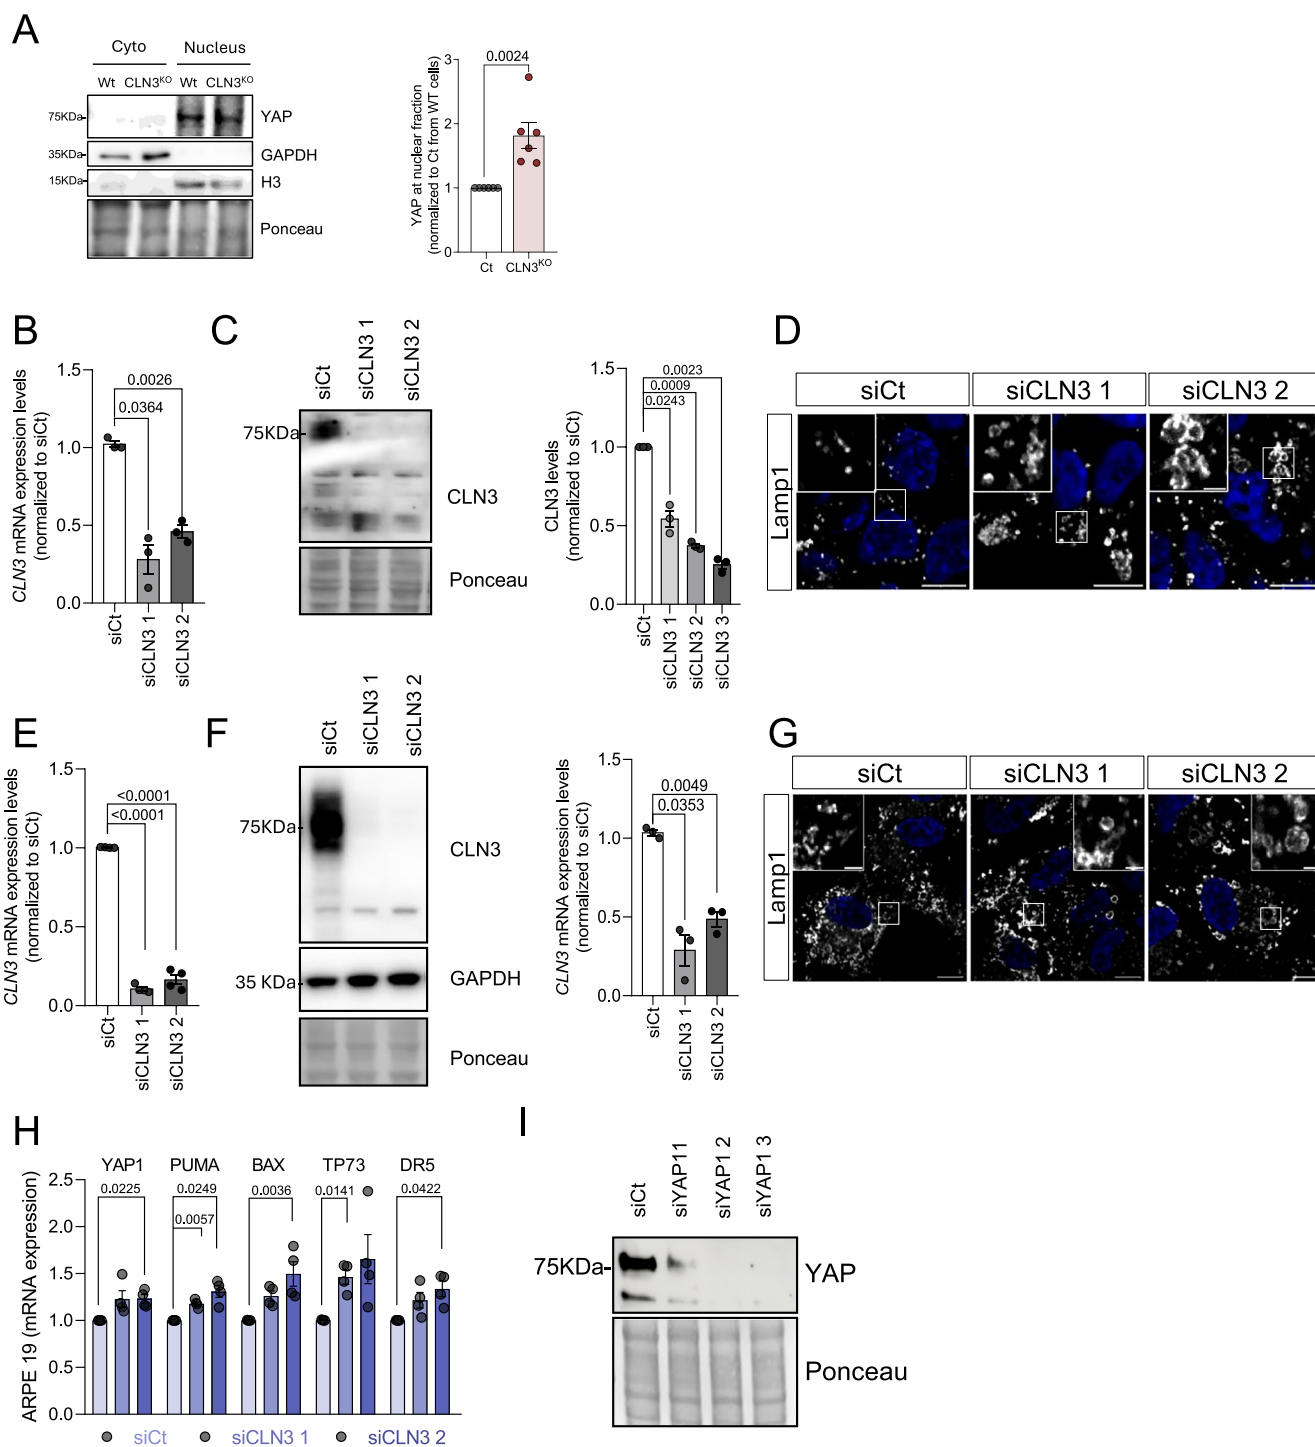 A
Cyto Nucleus
Wt CLN3KO Wt CLN3KO
75KDa- YAP
35KDa- GAPDH
15KDa- H3
Ponceau
YAP at nuclear fraction
(normalized to Ct from WT cells)
3
2
1
0
0.0024
Ct CLN3KO
B
CLN3 mRNA expression levels
(normalized to siCt)
1.5
1.0
0.5
0.0
0.0026
0.0364
siCt
siCLN3 1
siCLN3 2
C
siCt
siCLN3 1
siCLN3 2
75KDa-
CLN3
Ponceau
CLN3 levels
(normalized to siCt)
1.5
1.0
0.5
0.0
0.0023
0.0009
0.0243
siCt
siCLN3 1
siCLN3 2
siCLN3 3
D
siCt siCLN3 1 siCLN3 2
Lamp1
E
CLN3 mRNA expression levels
(normalized to siCt)
1.5
1.0
0.5
0.0
<0.0001
<0.0001
siCt
siCLN3 1
siCLN3 2
F
siCt
siCLN3 1
siCLN3 2
75KDa-
CLN3
35 KDa- GAPDH
Ponceau
CLN3 mRNA expression levels
(normalized to siCt)
1.5
1.0
0.5
0.0
0.0049
0.0353
siCt
siCLN3 1
siCLN3 2
G
siCt siCLN3 1 siCLN3 2
Lamp1
H
ARPE 19 (mRNA expression)
YAP1 PUMA BAX TP73 DR5
2.5
2.0
1.5
1.0
0.5
0.0
0.0225 0.0249 0.0036 0.0141 0.0422
0.0057
siCt siCLN3 1 siCLN3 2
I
siCt
siYAP11
siYAP1 2
siYAP1 3
75KDa-
YAP
Ponceau